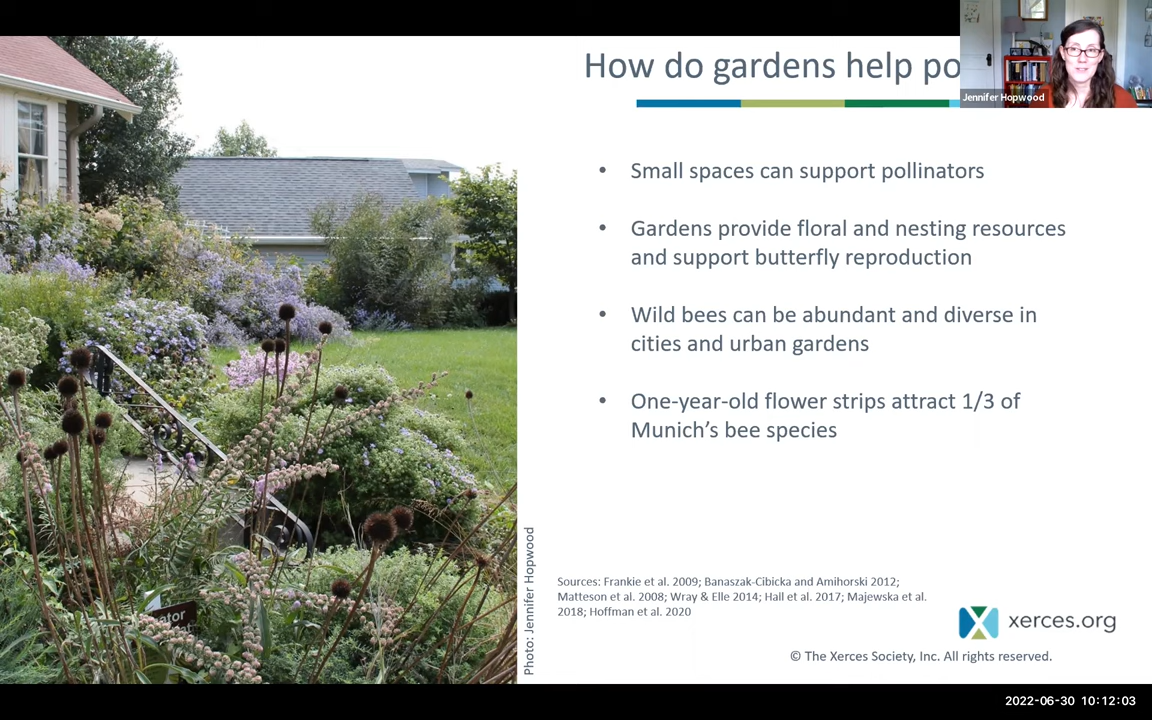 How do gardens help po
Jennifer Hopwood
• Small spaces can support pollinators
• Gardens provide floral and nesting resources
and support butterfly reproduction
• Wild bees can be abundant and diverse in
cities and urban gardens
• One-year-old flower strips attract 1/3 of
Munich’s bee species
Photo: Jennifer Hopwood
Sources: Frankie et al. 2009; Banaszak-Cibicka and Amihorski 2012;
Matteson et al. 2008; Wray & Elle 2014; Hall et al. 2017; Majewska et al.
2018; Hoffman et al. 2020
xerces.org
© The Xerces Society, Inc. All rights reserved.
2022-06-30 10:12:03